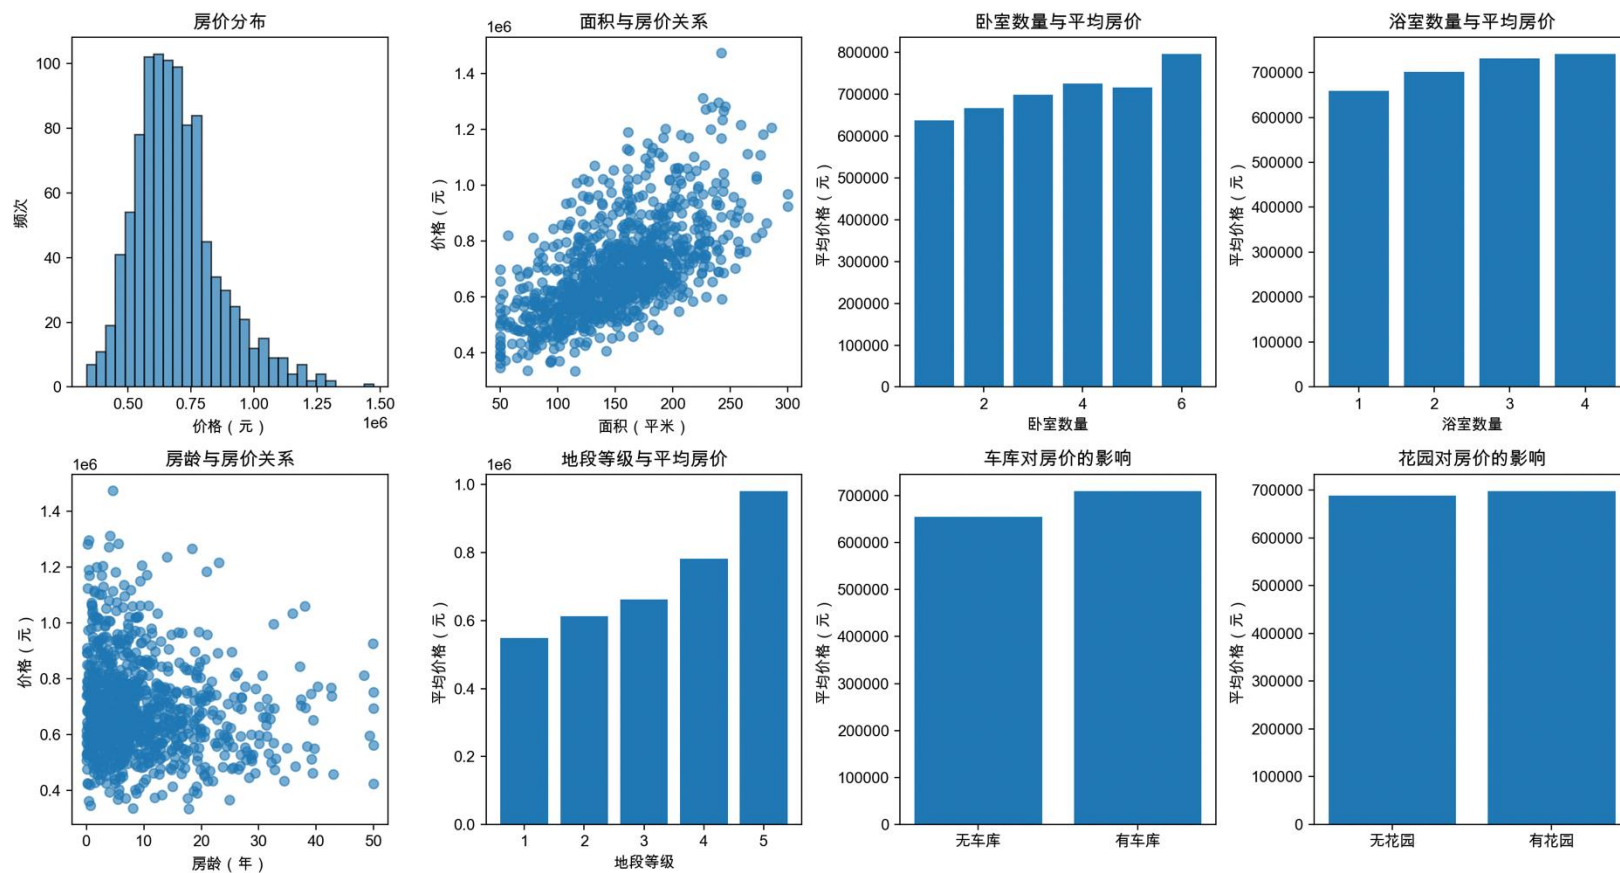 房价分布
100
80
60
40
20
0
频次
0.50
0.75
1.00
1.25
1.50
1e6
价格（元）
面积与房价关系
1e6
1.4
1.2
1.0
0.8
0.6
0.4
价格（元）
50
100
150
200
250
300
面积（平米）
卧室数量与平均房价
800000
700000
600000
500000
400000
300000
200000
100000
0
平均价格（元）
2
4
6
卧室数量
浴室数量与平均房价
700000
600000
500000
400000
300000
200000
100000
0
平均价格（元）
1
2
3
4
浴室数量
房龄与房价关系
1e6
1.4
1.2
1.0
0.8
0.6
0.4
价格（元）
0
10
20
30
40
50
房龄（年）
地段等级与平均房价
1e6
1.0
0.8
0.6
0.4
0.2
0.0
平均价格（元）
1
2
3
4
5
地段等级
车库对房价的影响
700000
600000
500000
400000
300000
200000
100000
0
平均价格（元）
无车库
有车库
花园对房价的影响
700000
600000
500000
400000
300000
200000
100000
0
平均价格（元）
无花园
有花园